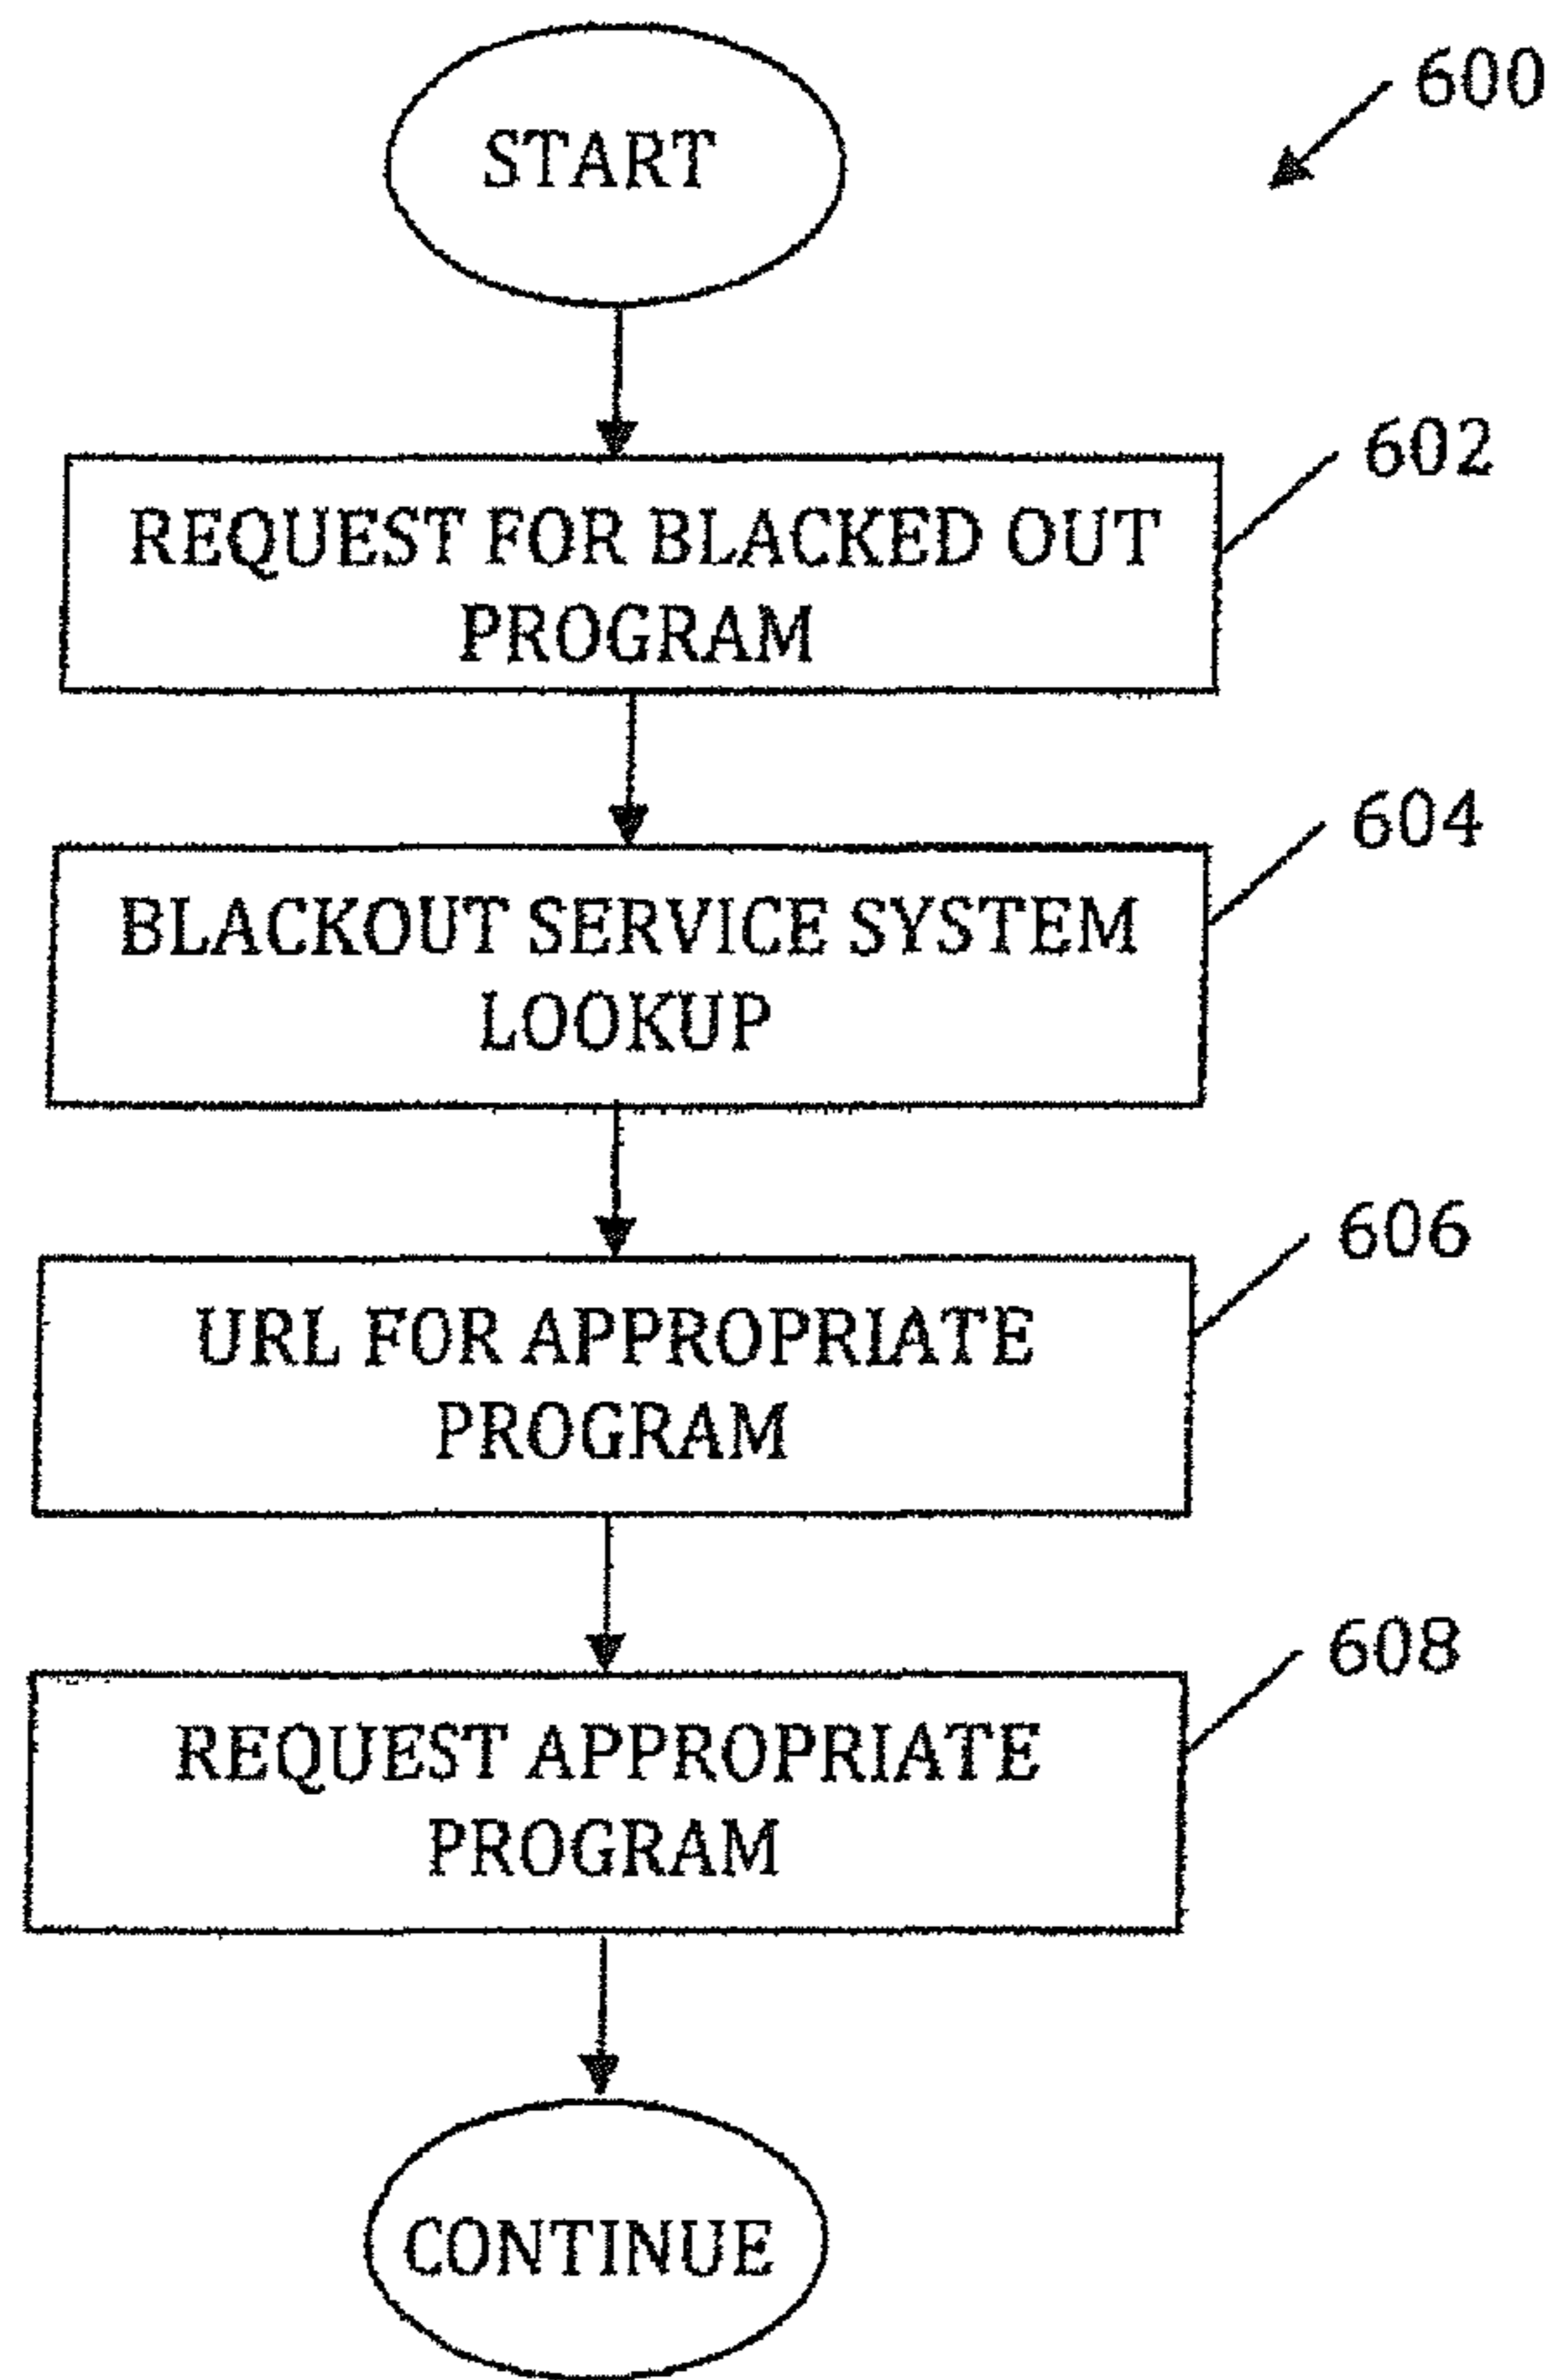 START
600
602
REQUEST FOR BLACKED OUT
PROGRAM
604
BLACKOUT SERVICE SYSTEM
LOOKUP
606
URL FOR APPROPRIATE
PROGRAM
608
REQUEST APPROPRIATE
PROGRAM
CONTINUE